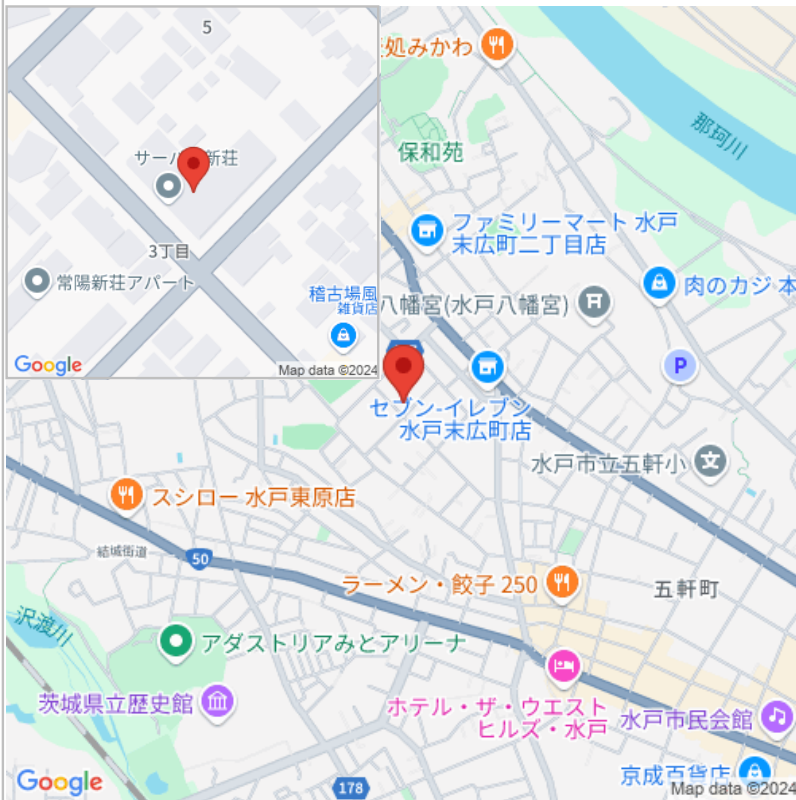 5
サー
新荘
3丁目
常陽新荘アパート
稽古場風
雑貨店
Google
Map data ©2024
処みかわ
保和苑
那珂川
ファミリーマート 水戸
末広町二丁目店
肉のカジ 本
八幡宮(水戸八幡宮)
P
セブン-イレブン
水戸末広町店
水戸市立五軒小
文
スシロー 水戸東原店
結城街道
50
ラーメン・餃子 250
五軒町
沢渡川
アダストリアみとアリーナ
茨城県立歴史館
ホテル・ザ・ウエスト
ヒルズ・水戸
水戸市民会館
京成百貨店
178
Google
Map data ©2024